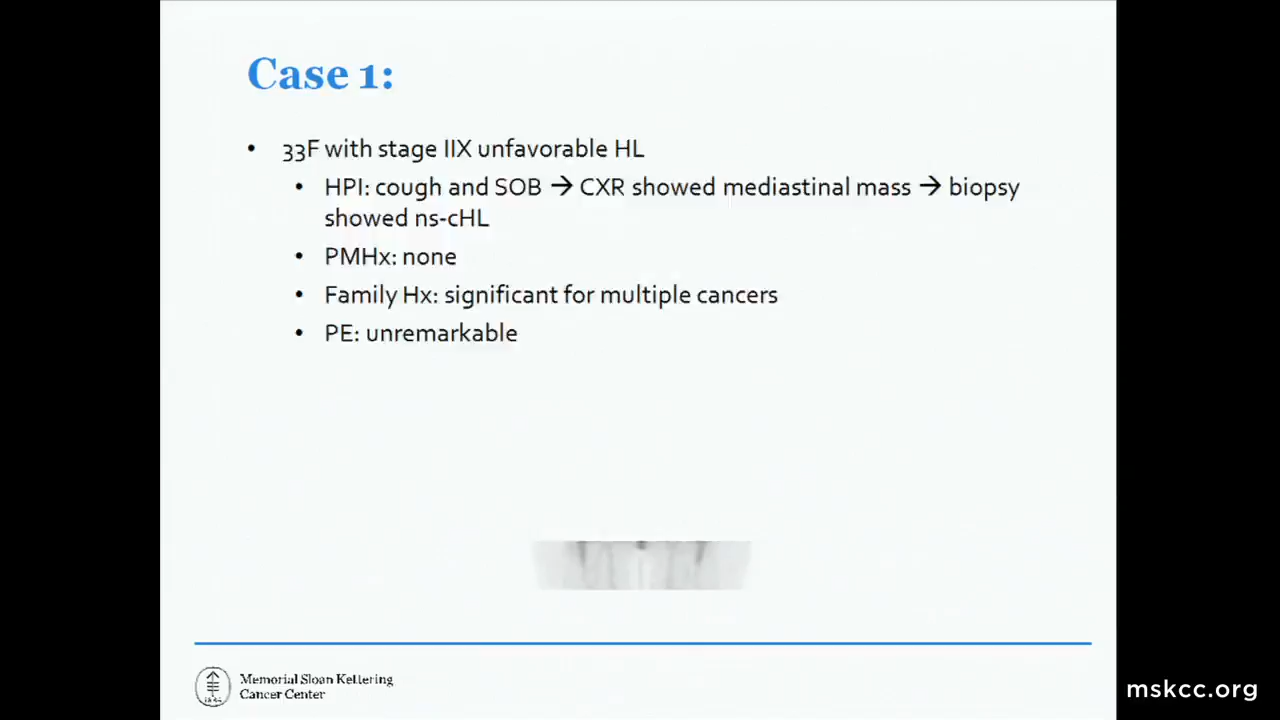 Case 1:
• 33F with stage IIX unfavorable HL
• HPI: cough and SOB → CXR showed mediastinal mass → biopsy
showed ns-cHL
• PMHx: none
• Family Hx: significant for multiple cancers
• PE: unremarkable
Memorial Sloan Kettering
Cancer Center
mskcc.org